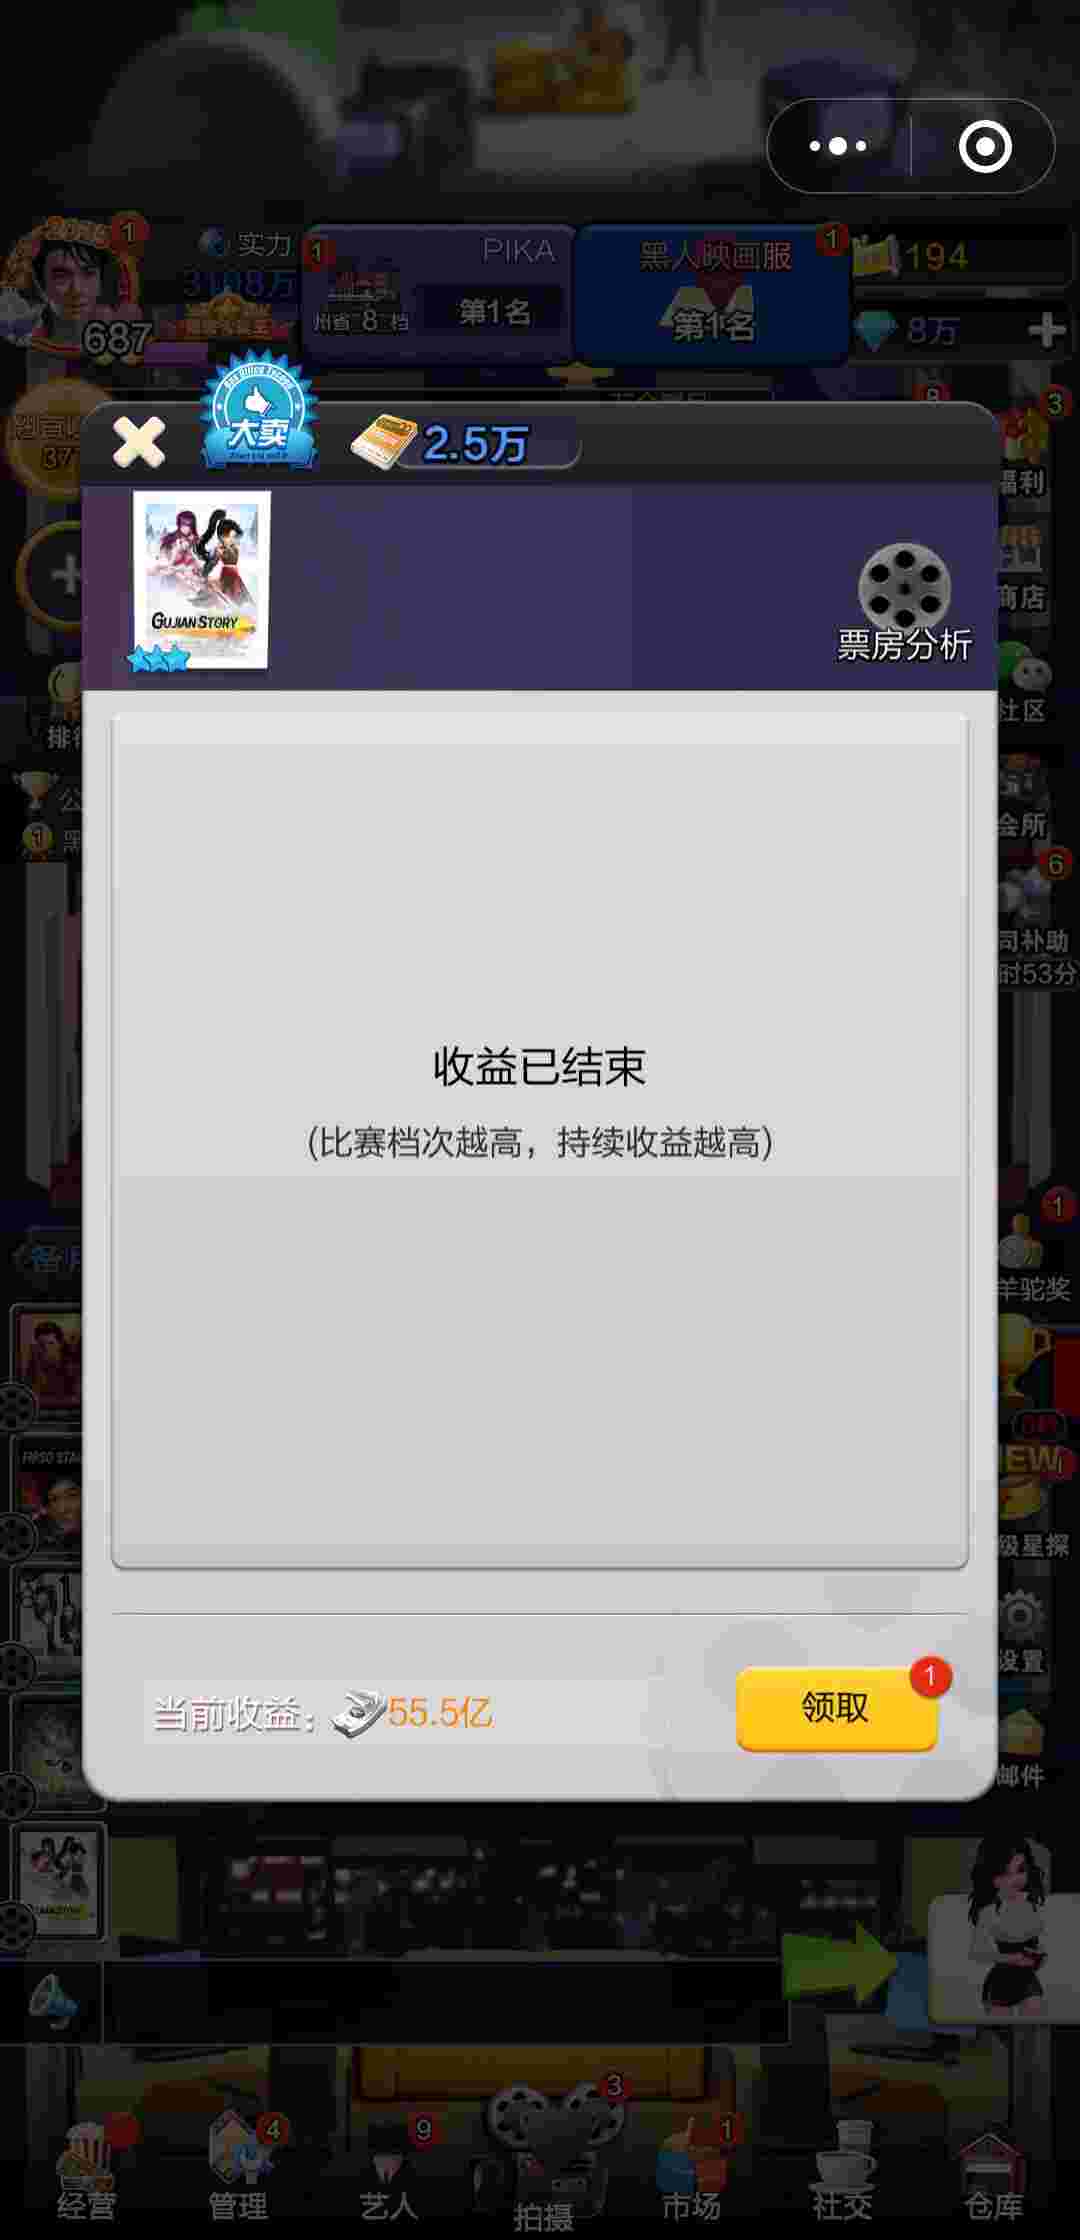 1
实力
3198万
687
1
PIKA
州省 8 档
第1名
黑人映画服
1
第1名
194
8万
8
3
大卖
2.5万
福利
商店
GUJIAN STORY
票房分析
社区
会所
6
司补助
时53分
收益已结束
(比赛档次越高，持续收益越高)
1
羊驼奖
NEW
级星探
设置
当前收益：
55.5亿
领取
1
邮件
经营
管理
4
艺人
9
拍摄
3
市场
1
社交
仓库